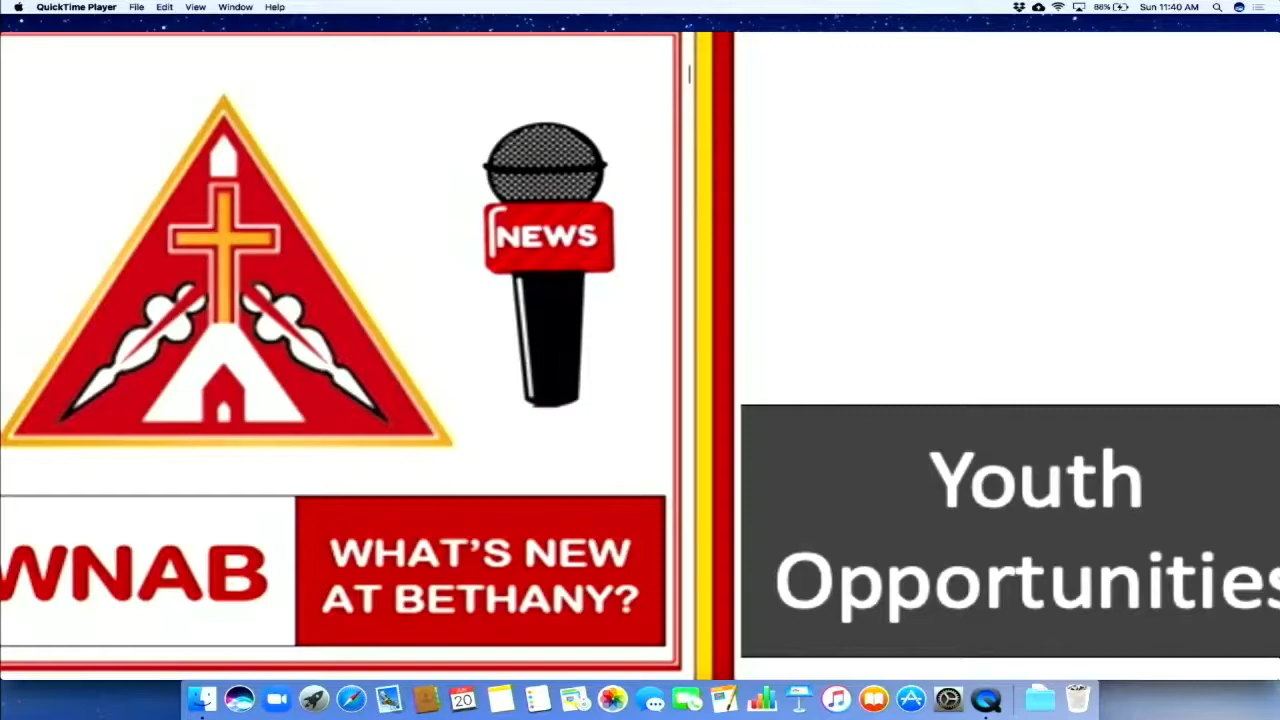 QuickTime Player File Edit View Window Help 88% Sun 11:40 AM
NEWS
WNAB
WHAT'S NEW
AT BETHANY?
Youth
Opportunities
20